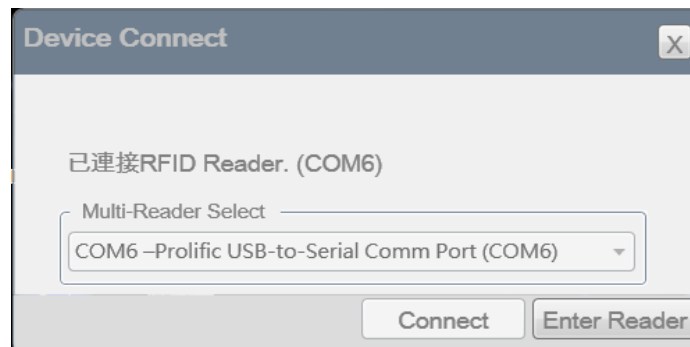 Device Connect
X
已連接RFID Reader. (COM6)
Multi-Reader Select
COM6 –Prolific USB-to-Serial Comm Port (COM6)
Connect
Enter Reader